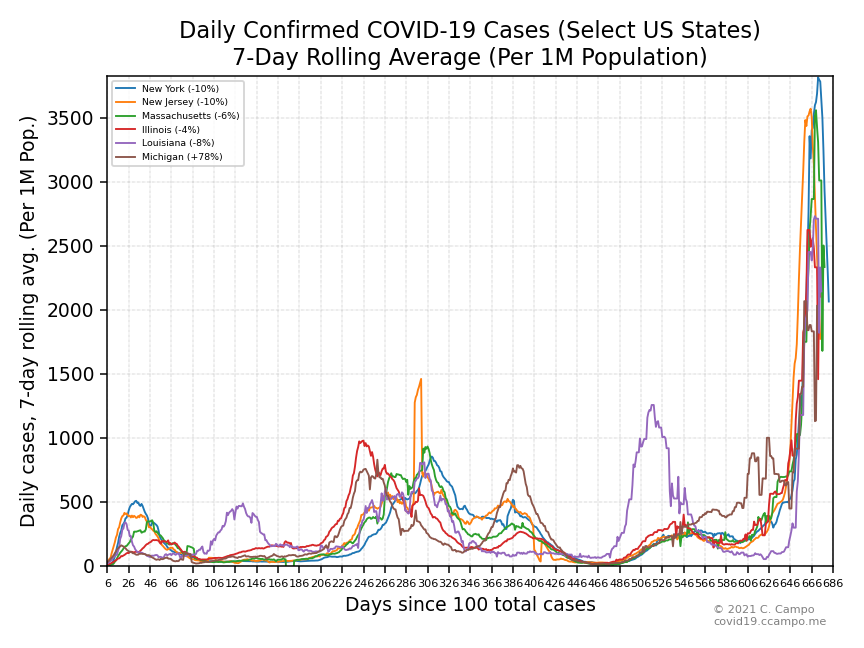 Daily Confirmed COVID-19 Cases (Select US States)
7-Day Rolling Average (Per 1M Population)
New York (-10%)
New Jersey (-10%)
Massachusetts (-6%)
Illinois (-4%)
Louisiana (-8%)
Michigan (+78%)
Daily cases, 7-day rolling avg. (Per 1M Pop.)
3500
3000
2500
2000
1500
1000
500
0
6 26 46 66 86 106 126 146 166 186 206 226 246 266 286 306 326 346 366 386 406 426 446 466 486 506 526 546 566 586 606 626 646 666 686
Days since 100 total cases
© 2021 C. Campo
covid19.ccampo.me